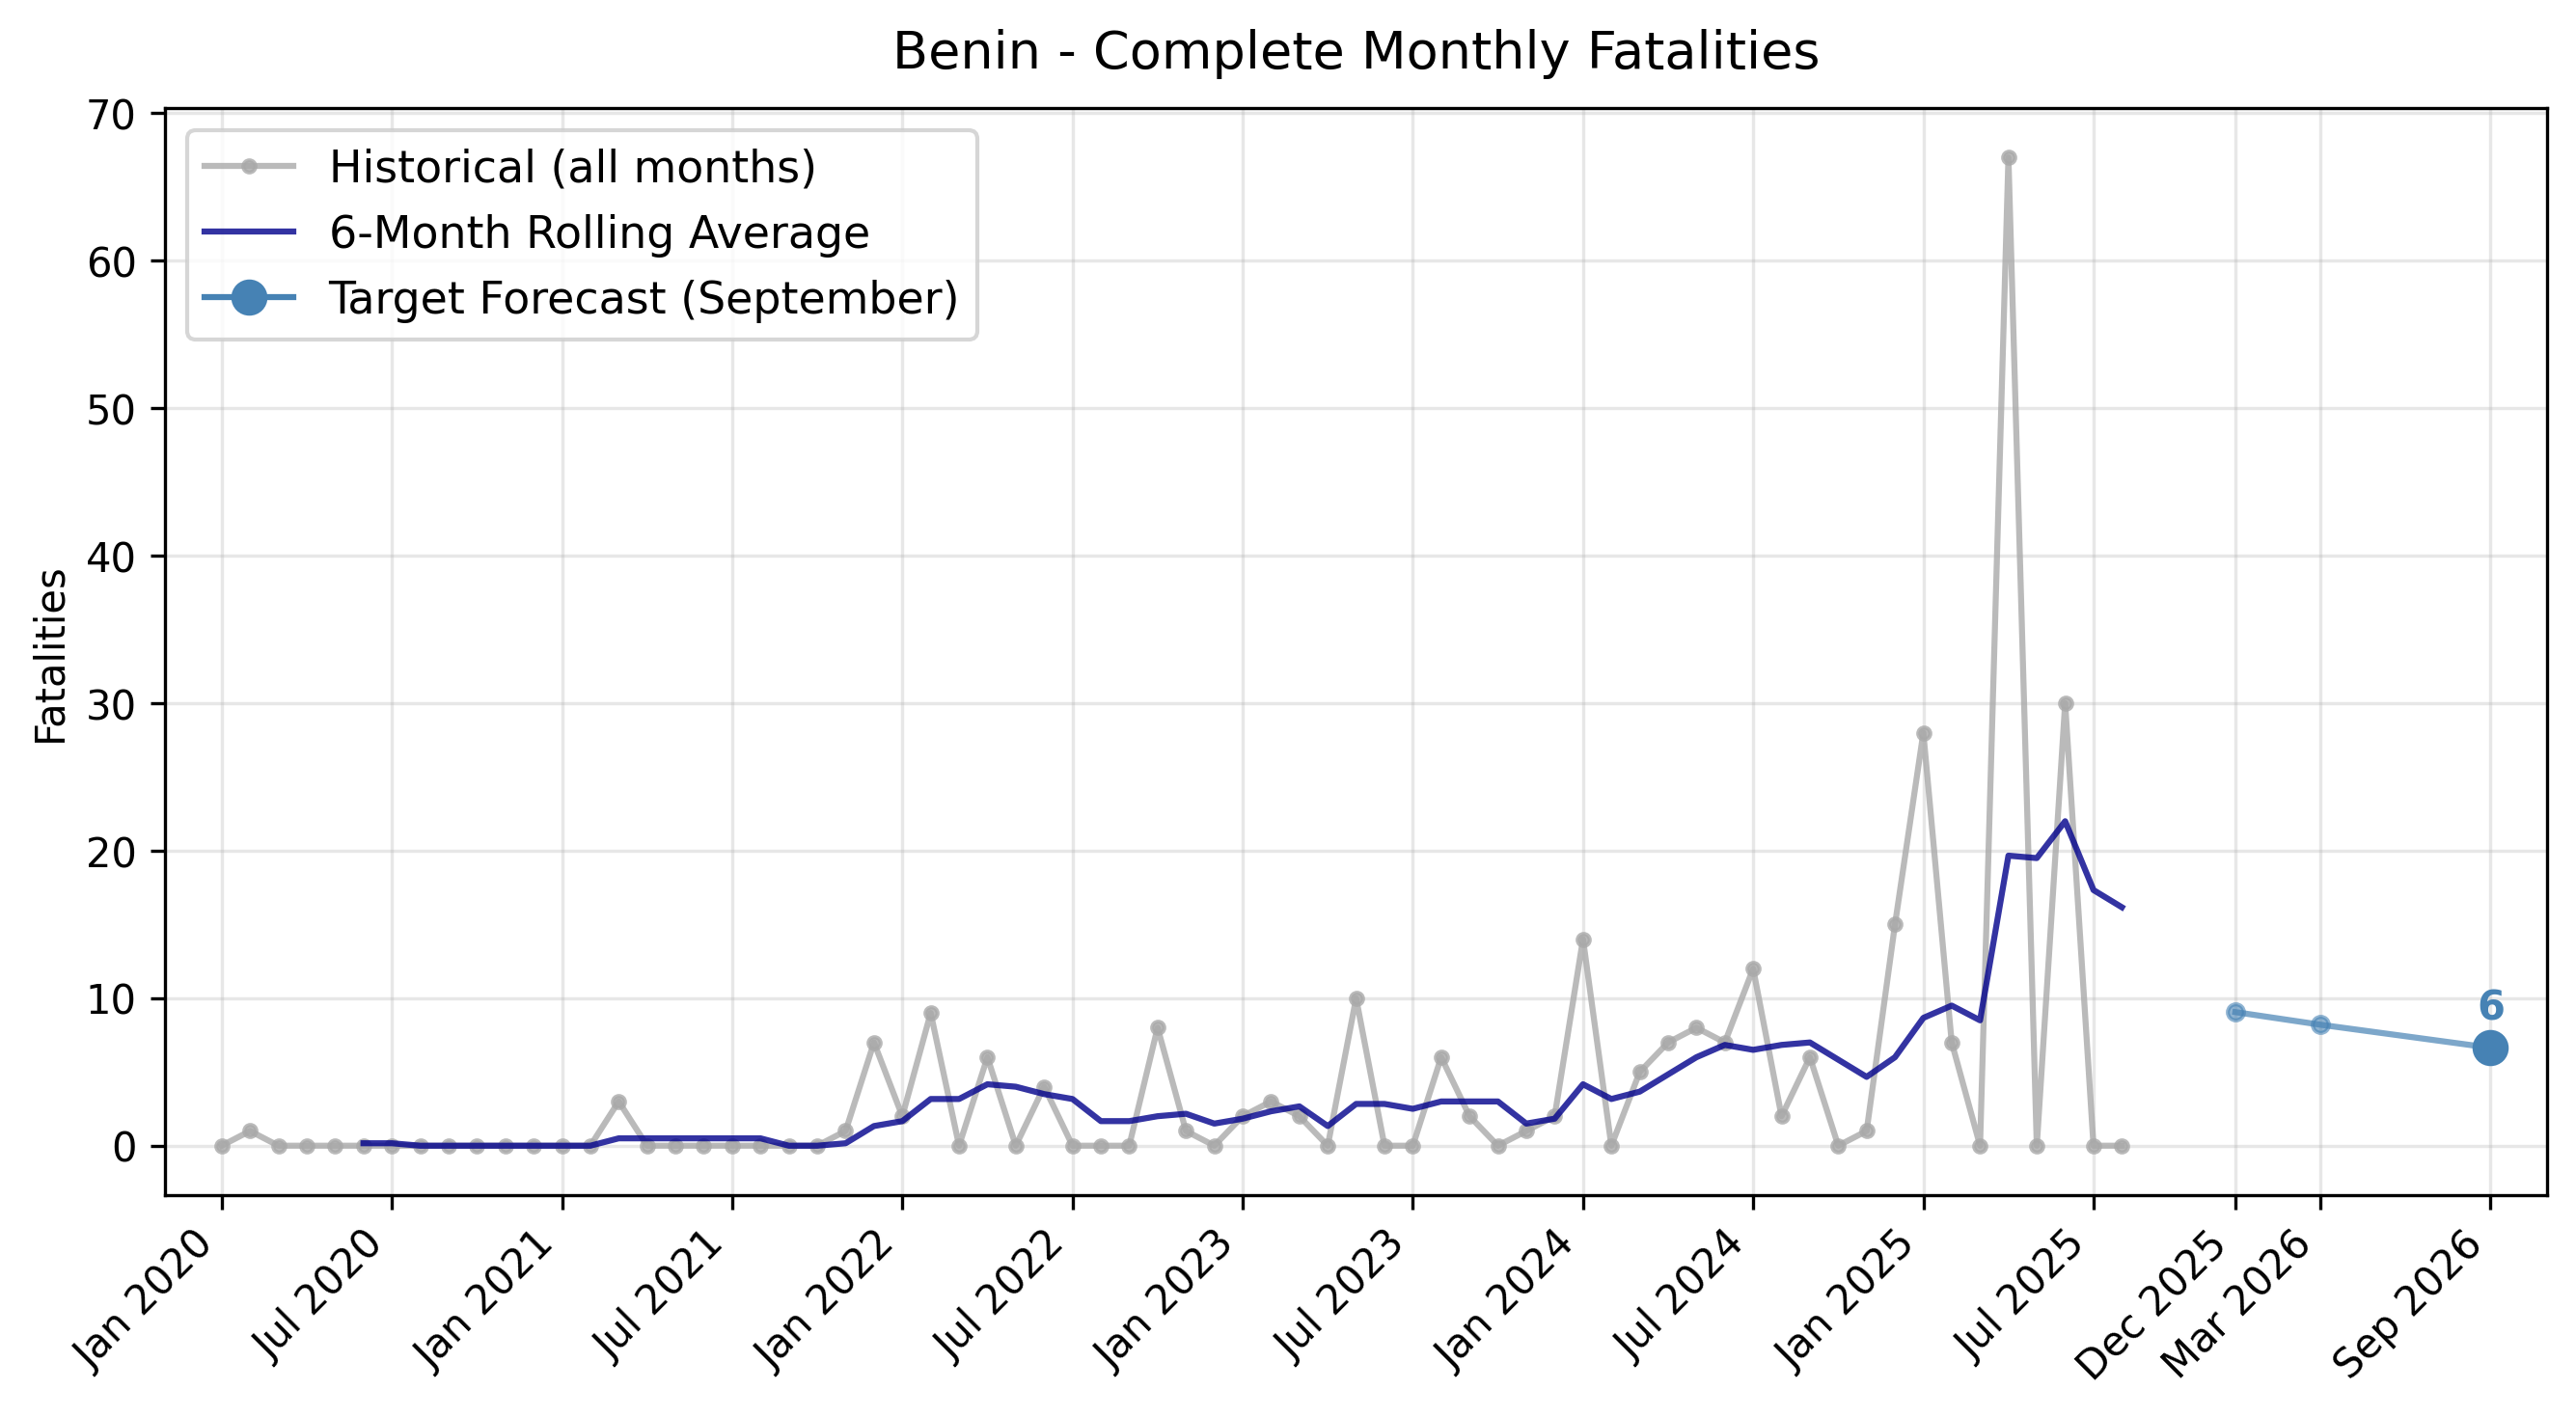 Benin - Complete Monthly Fatalities
70
60
50
40
30
20
10
0
Fatalities
Historical (all months)
6-Month Rolling Average
Target Forecast (September)
6
Jan 2020
Jul 2020
Jan 2021
Jul 2021
Jan 2022
Jul 2022
Jan 2023
Jul 2023
Jan 2024
Jul 2024
Jan 2025
Jul 2025
Dec 2025
Mar 2026
Sep 2026